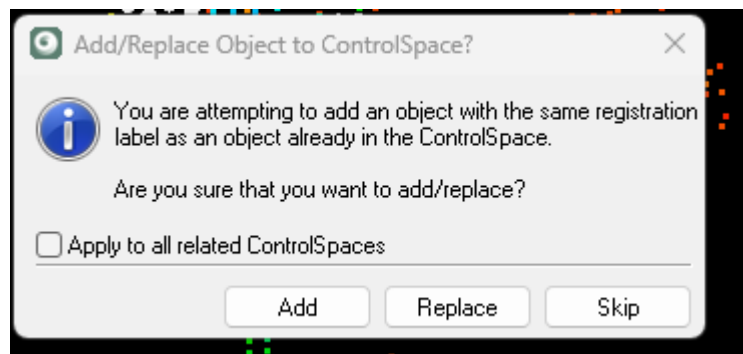 Add/Replace Object to ControlSpace?
You are attempting to add an object with the same registration
label as an object already in the ControlSpace.
Are you sure that you want to add/replace?
Apply to all related ControlSpaces
Add Replace Skip